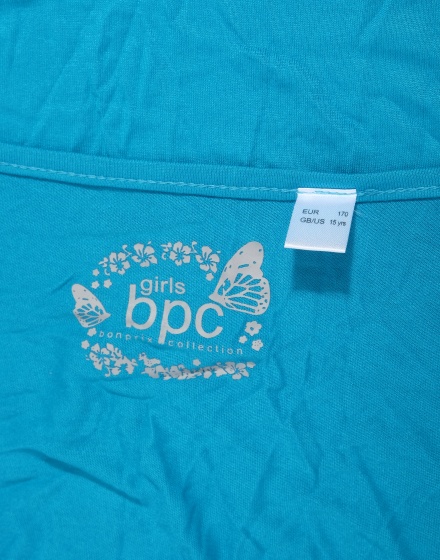 EUR 170
GB/US 15 yrs
girls
bpc
bonprix collection